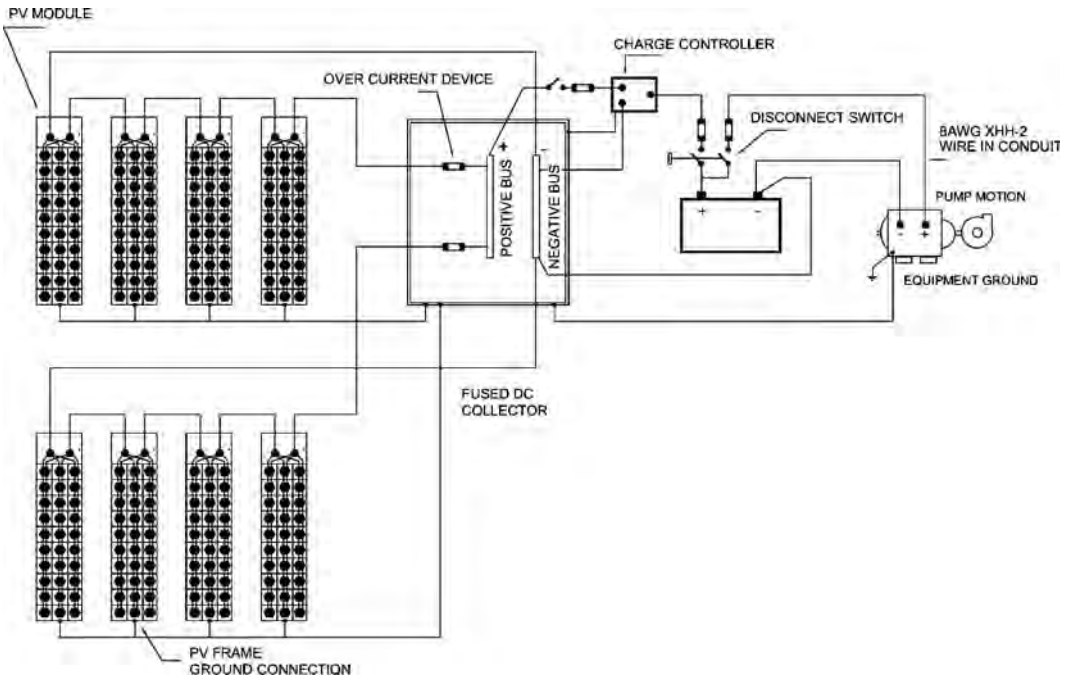 PV MODULE
CHARGE CONTROLLER
OVER CURRENT DEVICE
DISCONNECT SWITCH
8AWG XHH-2
WIRE IN CONDUIT
+
-
POSITIVE BUS
NEGATIVE BUS
+ -
PUMP MOTION
- +
EQUIPMENT GROUND
FUSED DC
COLLECTOR
PV FRAME
GROUND CONNECTION